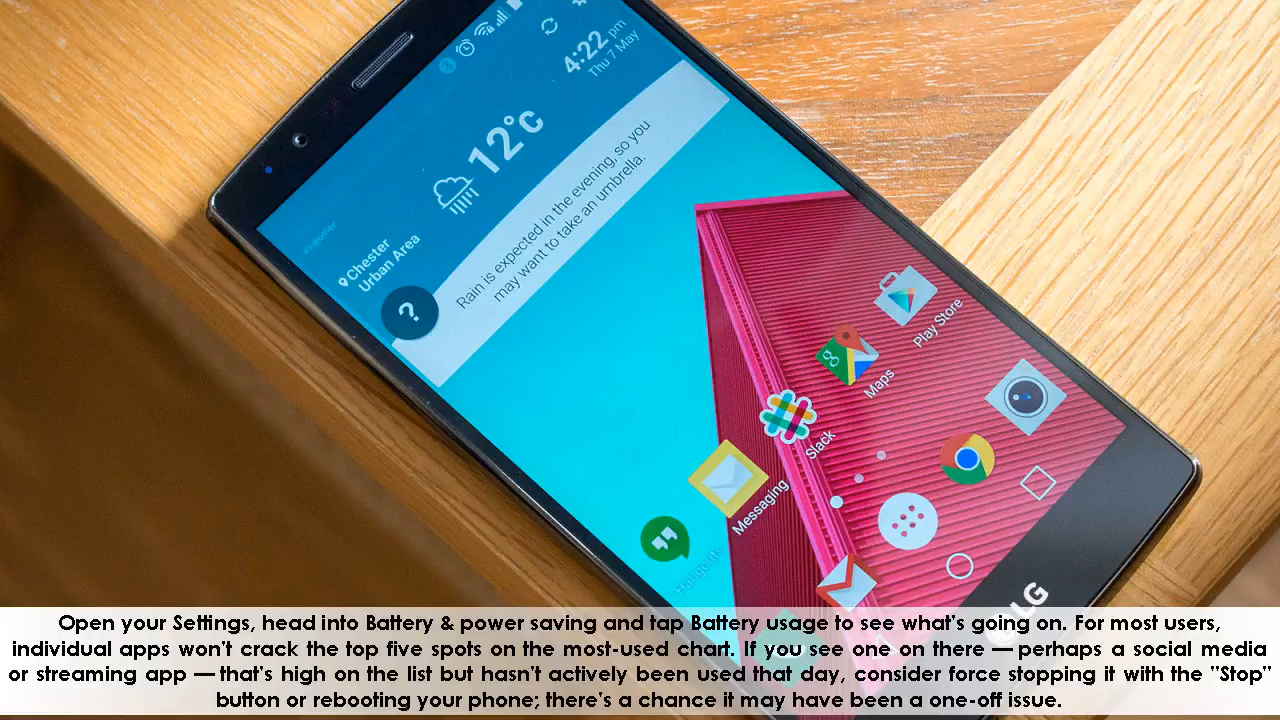 4:22 pm
Thu 7 May
12°C
Chester
Urban Area
Rain is expected in the evening, so you
may want to take an umbrella.
?
Play Store
Maps
Slack
Messaging
Hangouts
LG
Open your Settings, head into Battery & power saving and tap Battery usage to see what's going on. For most users,
individual apps won't crack the top five spots on the most-used chart. If you see one on there — perhaps a social media
or streaming app — that's high on the list but hasn't actively been used that day, consider force stopping it with the "Stop"
button or rebooting your phone; there's a chance it may have been a one-off issue.